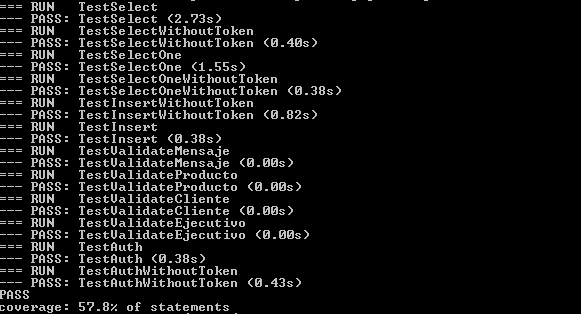 === RUN   TestSelect
--- PASS: TestSelect (2.73s)
=== RUN   TestSelectWithoutToken
--- PASS: TestSelectWithoutToken (0.40s)
=== RUN   TestSelectOne
--- PASS: TestSelectOne (1.55s)
=== RUN   TestSelectOneWithoutToken
--- PASS: TestSelectOneWithoutToken (0.38s)
=== RUN   TestInsertWithoutToken
--- PASS: TestInsertWithoutToken (0.82s)
=== RUN   TestInsert
--- PASS: TestInsert (0.38s)
=== RUN   TestValidateMensaje
--- PASS: TestValidateMensaje (0.00s)
=== RUN   TestValidateProducto
--- PASS: TestValidateProducto (0.00s)
=== RUN   TestValidateCliente
--- PASS: TestValidateCliente (0.00s)
=== RUN   TestValidateEjecutivo
--- PASS: TestValidateEjecutivo (0.00s)
=== RUN   TestAuth
--- PASS: TestAuth (0.38s)
=== RUN   TestAuthWithoutToken
--- PASS: TestAuthWithoutToken (0.43s)
PASS
coverage: 57.8% of statements